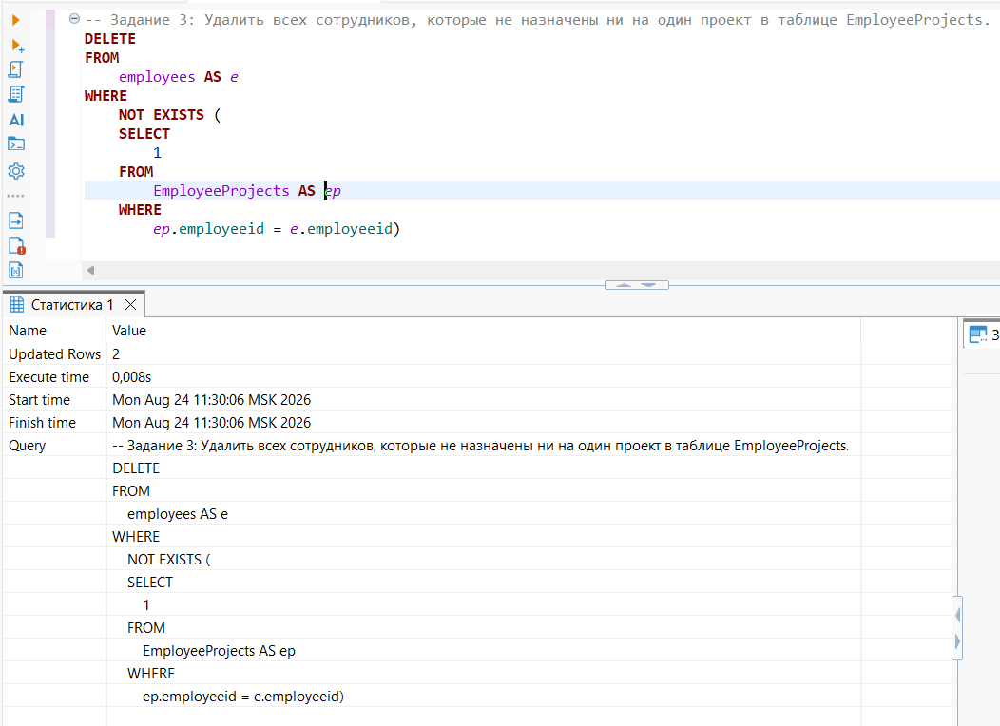 -- Задание 3: Удалить всех сотрудников, которые не назначены ни на один проект в таблице EmployeeProjects.
DELETE
FROM
employees AS e
WHERE
NOT EXISTS (
SELECT
1
FROM
EmployeeProjects AS ep
WHERE
ep.employeeid = e.employeeid)
AI
Статистика 1
3
Name Value
Updated Rows 2
Execute time 0,008s
Start time Mon Aug 24 11:30:06 MSK 2026
Finish time Mon Aug 24 11:30:06 MSK 2026
Query -- Задание 3: Удалить всех сотрудников, которые не назначены ни на один проект в таблице EmployeeProjects.
DELETE
FROM
employees AS e
WHERE
NOT EXISTS (
SELECT
1
FROM
EmployeeProjects AS ep
WHERE
ep.employeeid = e.employeeid)